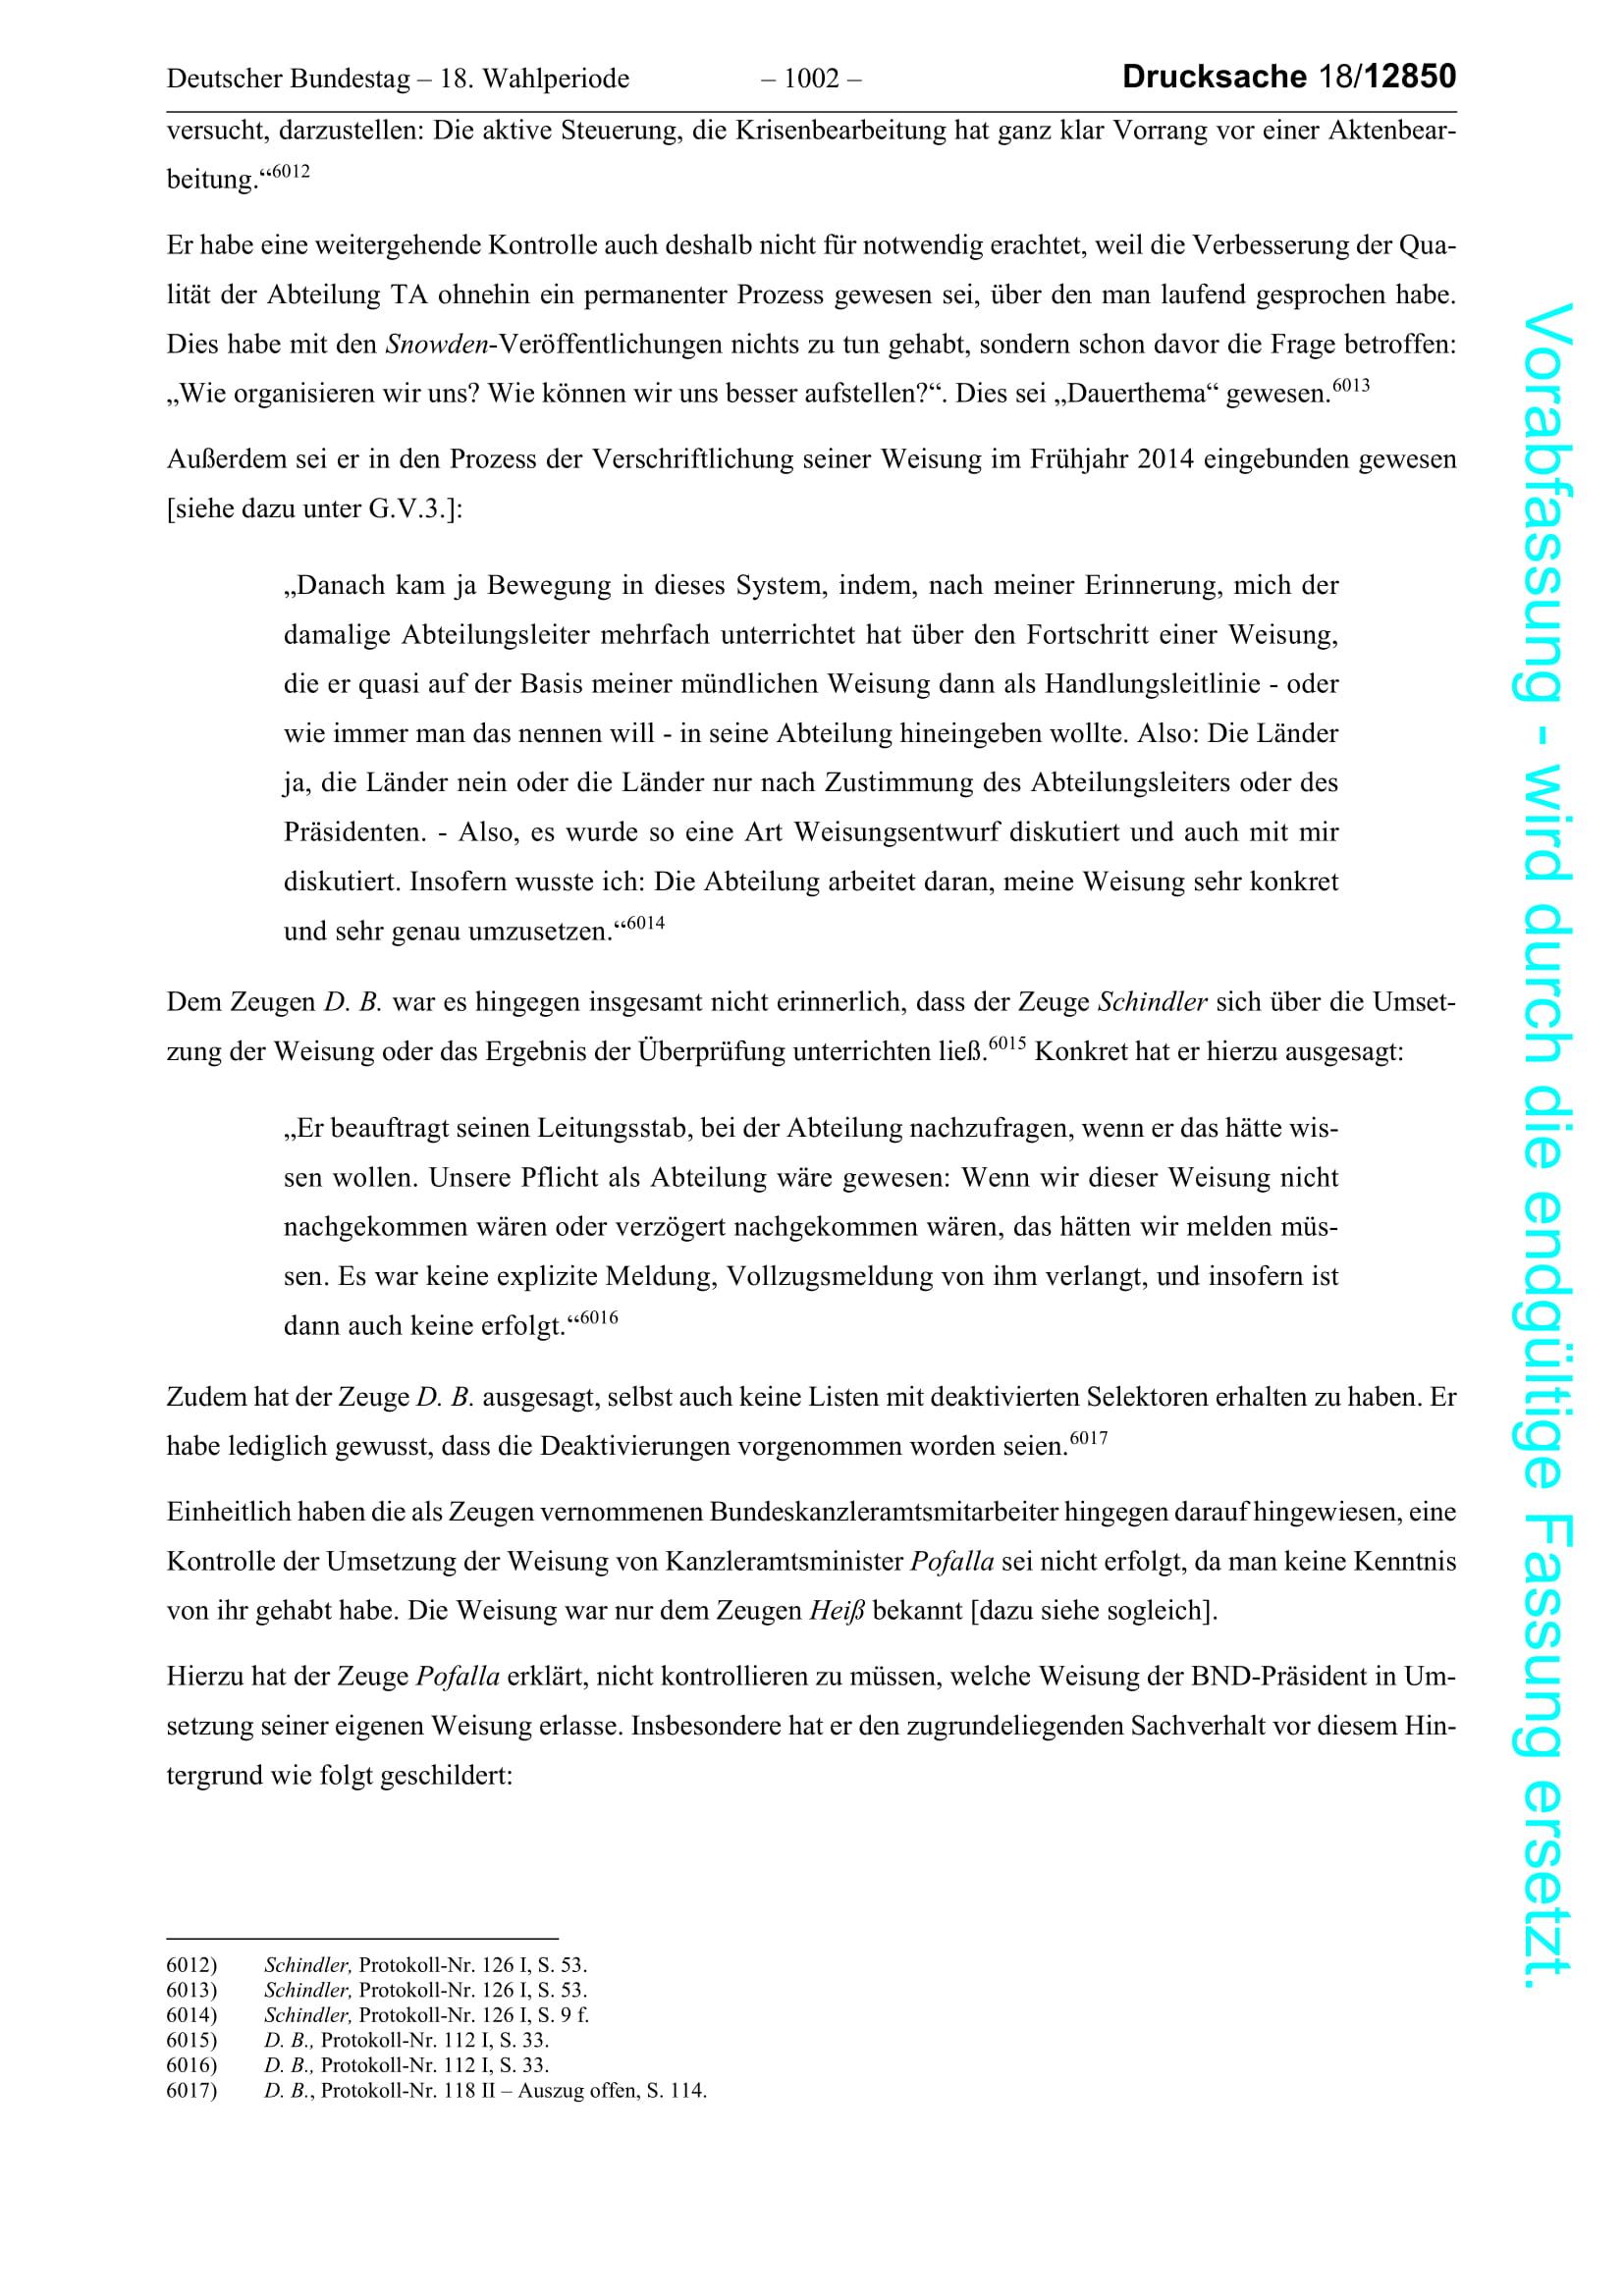 Deutscher Bundestag – 18. Wahlperiode – 1002 – Drucksache 18/12850
versucht, darzustellen: Die aktive Steuerung, die Krisenbearbeitung hat ganz klar Vorrang vor einer Aktenbear-
beitung.“6012
Er habe eine weitergehende Kontrolle auch deshalb nicht für notwendig erachtet, weil die Verbesserung der Qua-
lität der Abteilung TA ohnehin ein permanenter Prozess gewesen sei, über den man laufend gesprochen habe.
Dies habe mit den Snowden-Veröffentlichungen nichts zu tun gehabt, sondern schon davor die Frage betroffen:
„Wie organisieren wir uns? Wie können wir uns besser aufstellen?“. Dies sei „Dauerthema“ gewesen.6013
Außerdem sei er in den Prozess der Verschriftlichung seiner Weisung im Frühjahr 2014 eingebunden gewesen
[siehe dazu unter G.V.3.]:
„Danach kam ja Bewegung in dieses System, indem, nach meiner Erinnerung, mich der
damalige Abteilungsleiter mehrfach unterrichtet hat über den Fortschritt einer Weisung,
die er quasi auf der Basis meiner mündlichen Weisung dann als Handlungsleitlinie - oder
wie immer man das nennen will - in seine Abteilung hineingeben wollte. Also: Die Länder
ja, die Länder nein oder die Länder nur nach Zustimmung des Abteilungsleiters oder des
Präsidenten. - Also, es wurde so eine Art Weisungsentwurf diskutiert und auch mit mir
diskutiert. Insofern wusste ich: Die Abteilung arbeitet daran, meine Weisung sehr konkret
und sehr genau umzusetzen.“6014
Dem Zeugen D. B. war es hingegen insgesamt nicht erinnerlich, dass der Zeuge Schindler sich über die Umset-
zung der Weisung oder das Ergebnis der Überprüfung unterrichten ließ.6015 Konkret hat er hierzu ausgesagt:
„Er beauftragt seinen Leitungsstab, bei der Abteilung nachzufragen, wenn er das hätte wis-
sen wollen. Unsere Pflicht als Abteilung wäre gewesen: Wenn wir dieser Weisung nicht
nachgekommen wären oder verzögert nachgekommen wären, das hätten wir melden müs-
sen. Es war keine explizite Meldung, Vollzugsmeldung von ihm verlangt, und insofern ist
dann auch keine erfolgt.“6016
Zudem hat der Zeuge D. B. ausgesagt, selbst auch keine Listen mit deaktivierten Selektoren erhalten zu haben. Er
habe lediglich gewusst, dass die Deaktivierungen vorgenommen worden seien.6017
Einheitlich haben die als Zeugen vernommenen Bundeskanzleramtsmitarbeiter hingegen darauf hingewiesen, eine
Kontrolle der Umsetzung der Weisung von Kanzleramtsminister Pofalla sei nicht erfolgt, da man keine Kenntnis
von ihr gehabt habe. Die Weisung war nur dem Zeugen Heiß bekannt [dazu siehe sogleich].
Hierzu hat der Zeuge Pofalla erklärt, nicht kontrollieren zu müssen, welche Weisung der BND-Präsident in Um-
setzung seiner eigenen Weisung erlasse. Insbesondere hat er den zugrundeliegenden Sachverhalt vor diesem Hin-
tergrund wie folgt geschildert:
6012) Schindler, Protokoll-Nr. 126 I, S. 53.
6013) Schindler, Protokoll-Nr. 126 I, S. 53.
6014) Schindler, Protokoll-Nr. 126 I, S. 9 f.
6015) D. B., Protokoll-Nr. 112 I, S. 33.
6016) D. B., Protokoll-Nr. 112 I, S. 33.
6017) D. B., Protokoll-Nr. 118 II – Auszug offen, S. 114.
Vorabfassung - wird durch die endgültige Fassung ersetzt.